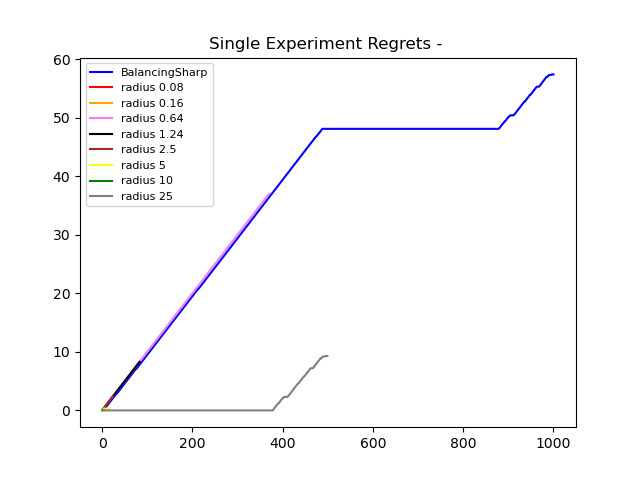 Single Experiment Regrets -
60
50
40
30
20
10
0
BalancingSharp
radius 0.08
radius 0.16
radius 0.64
radius 1.24
radius 2.5
radius 5
radius 10
radius 25
0 200 400 600 800 1000